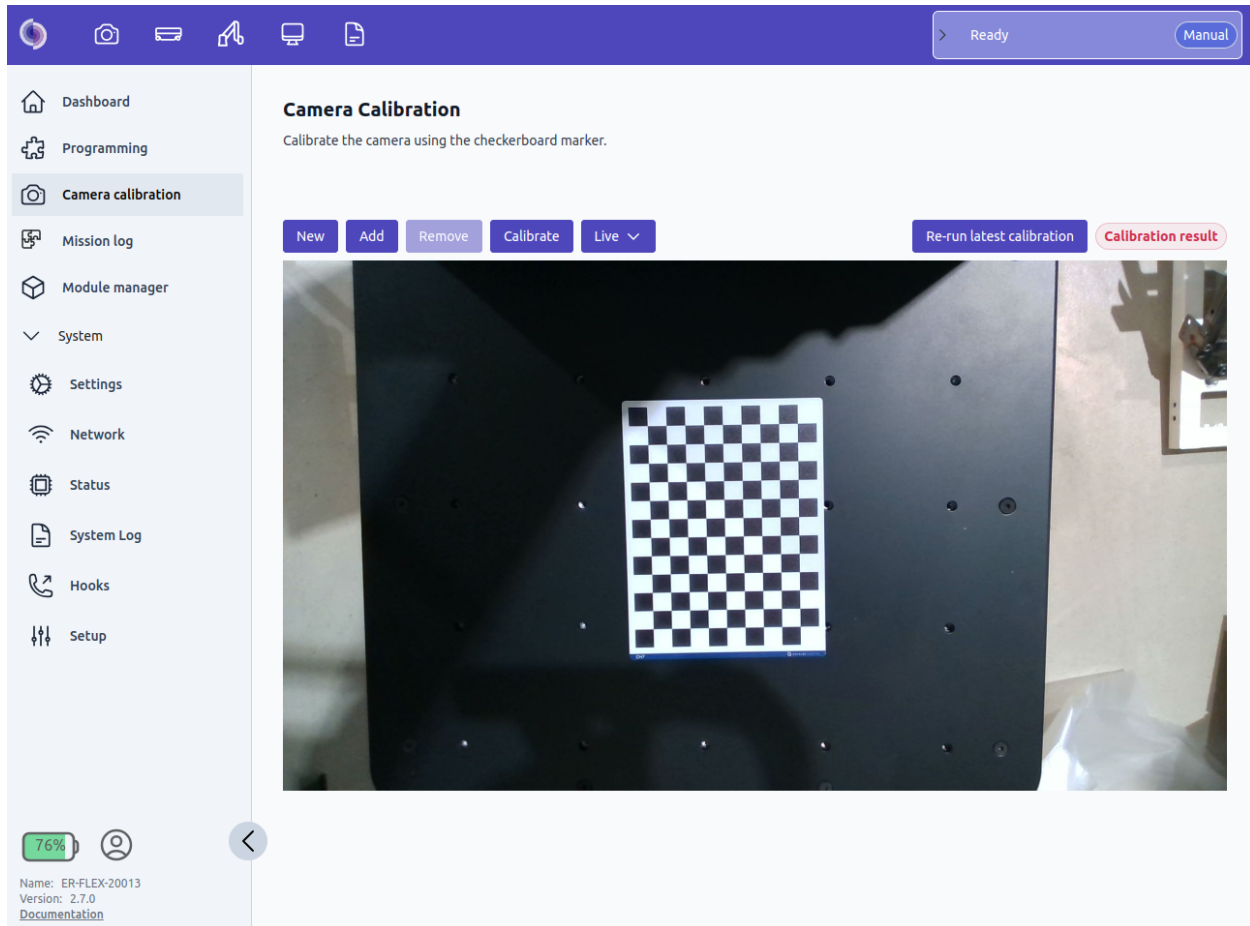 Ready
Manual
Dashboard
Programming
Camera calibration
Mission log
Module manager
System
Settings
Network
Status
System Log
Hooks
Setup
76%
Name: ER-FLEX-20013
Version: 2.7.0
Documentation
Camera Calibration
Calibrate the camera using the checkerboard marker.
New
Add
Remove
Calibrate
Live
Re-run latest calibration
Calibration result